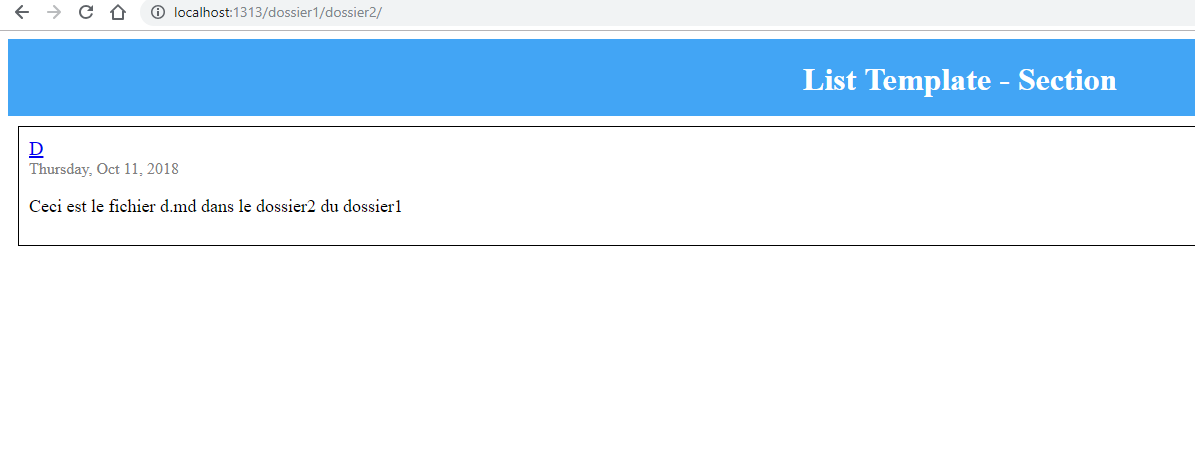 localhost:1313/dossier1/dossier2/
List Template - Section
D
Thursday, Oct 11, 2018
Ceci est le fichier d.md dans le dossier2 du dossier1